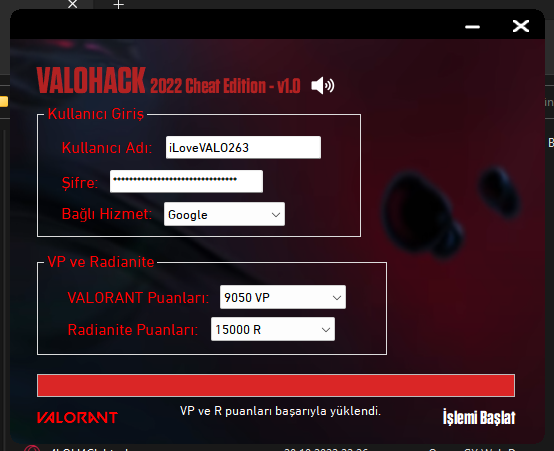 VALOHACK 2022 Cheat Edition - v1.0
Kullanıcı Giriş
Kullanıcı Adı: iLoveVALO263
Şifre: ••••••••••••••••••••••••••••••••
Bağlı Hizmet: Google
VP ve Radianite
VALORANT Puanları: 9050 VP
Radianite Puanları: 15000 R
VP ve R puanları başarıyla yüklendi.
VALORANT
İşlemi Başlat